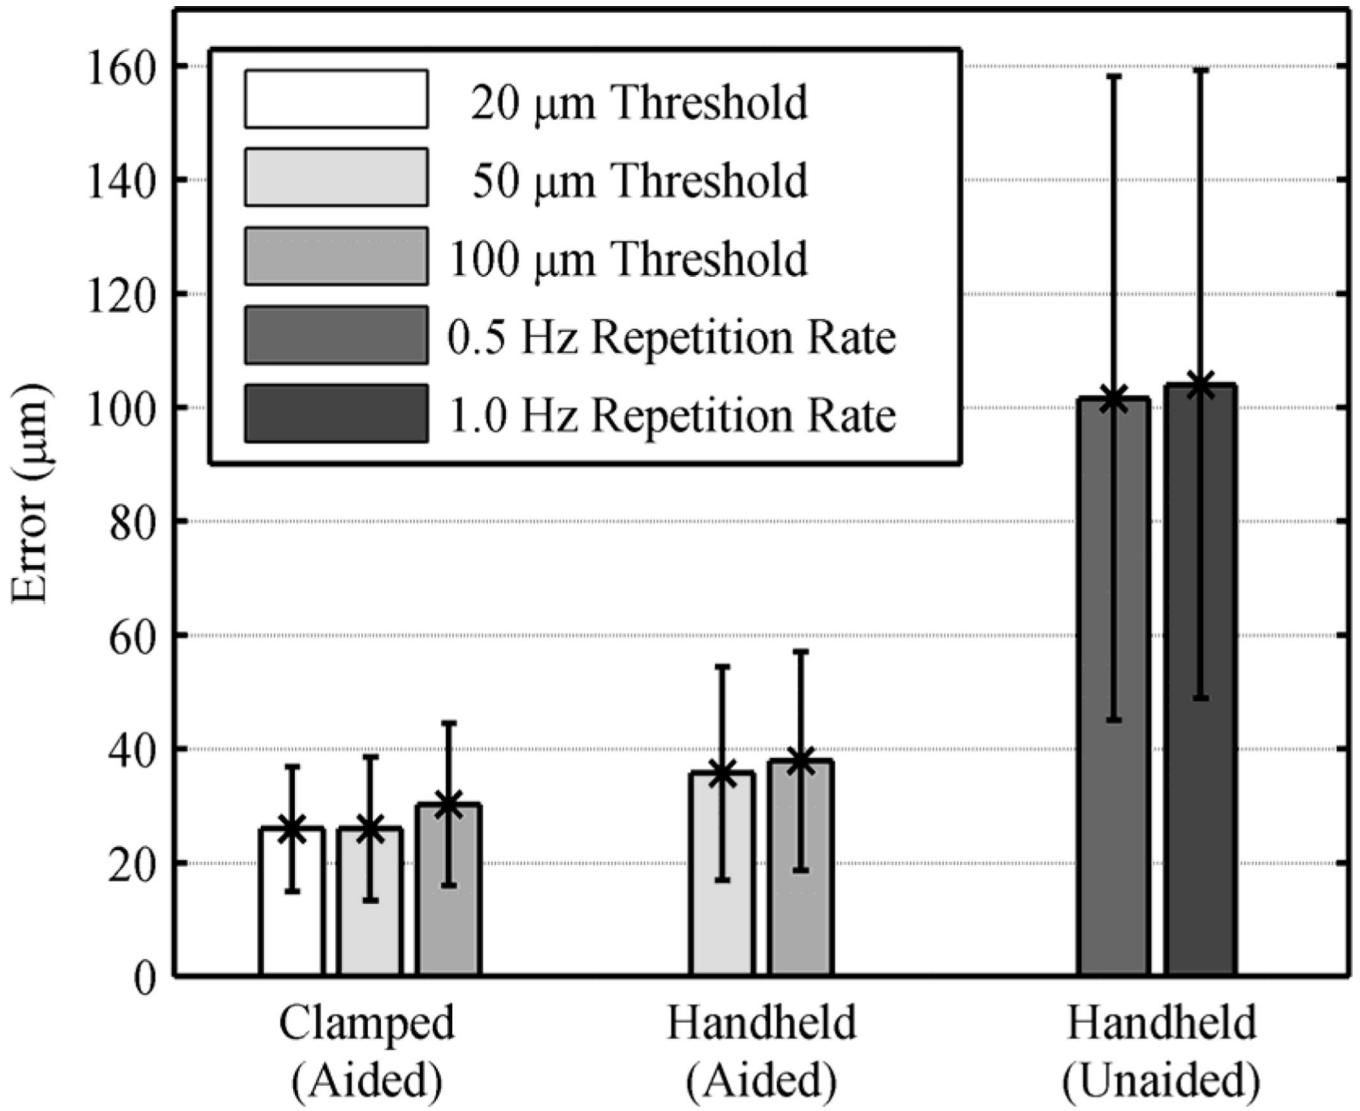 160
140
120
100
80
60
40
20
0
Error (μm)
20 μm Threshold
50 μm Threshold
100 μm Threshold
0.5 Hz Repetition Rate
1.0 Hz Repetition Rate
Clamped
(Aided)
Handheld
(Aided)
Handheld
(Unaided)